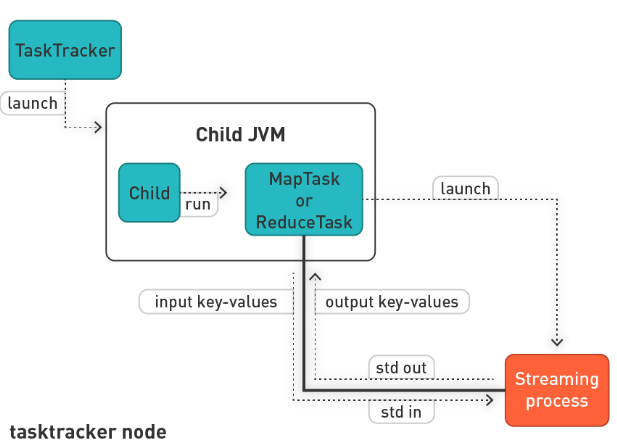 TaskTracker
launch
Child JVM
Child
run
MapTask
or
ReduceTask
launch
input key-values
output key-values
std out
std in
Streaming
process
tasktracker node